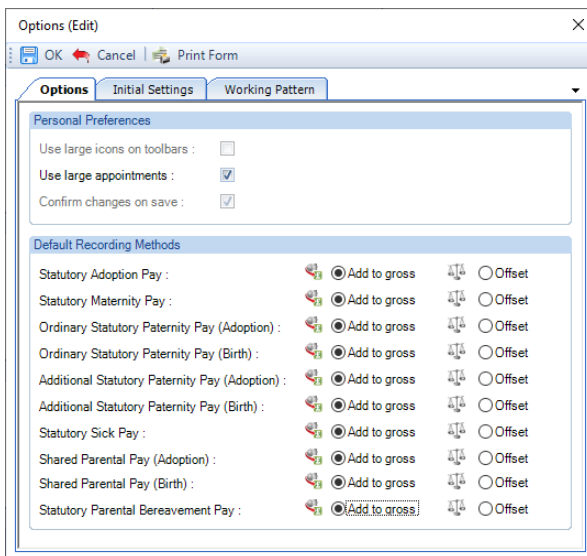 Options (Edit)
OK Cancel Print Form
Options Initial Settings Working Pattern
Personal Preferences
Use large icons on toolbars :
Use large appointments :
Confirm changes on save :
Default Recording Methods
Statutory Adoption Pay : Add to gross Offset
Statutory Maternity Pay : Add to gross Offset
Ordinary Statutory Paternity Pay (Adoption) : Add to gross Offset
Ordinary Statutory Paternity Pay (Birth) : Add to gross Offset
Additional Statutory Paternity Pay (Adoption) : Add to gross Offset
Additional Statutory Paternity Pay (Birth) : Add to gross Offset
Statutory Sick Pay : Add to gross Offset
Shared Parental Pay (Adoption) : Add to gross Offset
Shared Parental Pay (Birth) : Add to gross Offset
Statutory Parental Bereavement Pay : Add to gross Offset